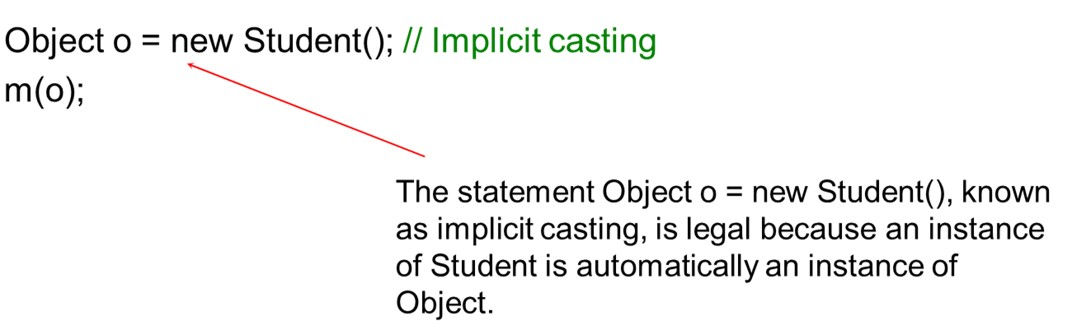 Object o = new Student(); // Implicit casting
m(o);
The statement Object o = new Student(), known
as implicit casting, is legal because an instance
of Student is automatically an instance of
Object.